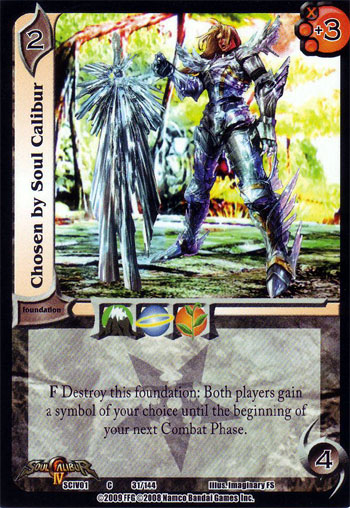 2
X
+3
Chosen by Soul Calibur
foundation
F Destroy this foundation: Both players gain
a symbol of your choice until the beginning of
your next Combat Phase.
4
SOULCALIBUR
IV
SCIV01 C 31/144 Illus. Imaginary FS
©2009 FFG ©2008 Namco Bandai Games Inc.